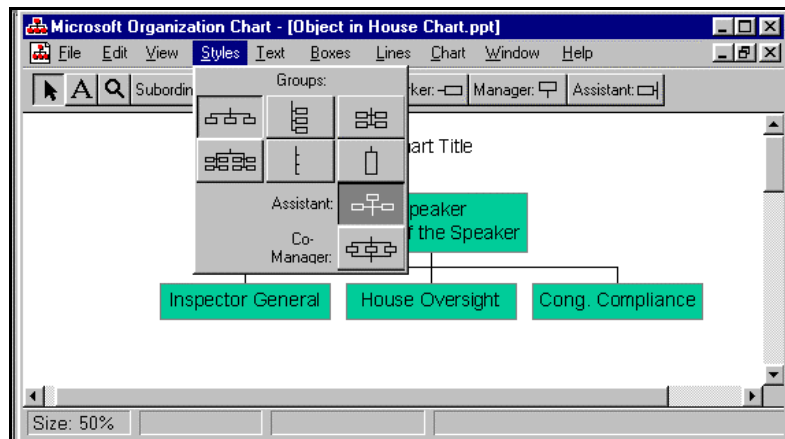 Microsoft Organization Chart - [Object in House Chart.ppt]
File Edit View Styles Text Boxes Lines Chart Window Help
A Subordin ker: Manager: Assistant:
Groups:
Assistant:
Co-
Manager:
art Title
peaker
f the Speaker
Inspector General House Oversight Cong. Compliance
Size: 50%